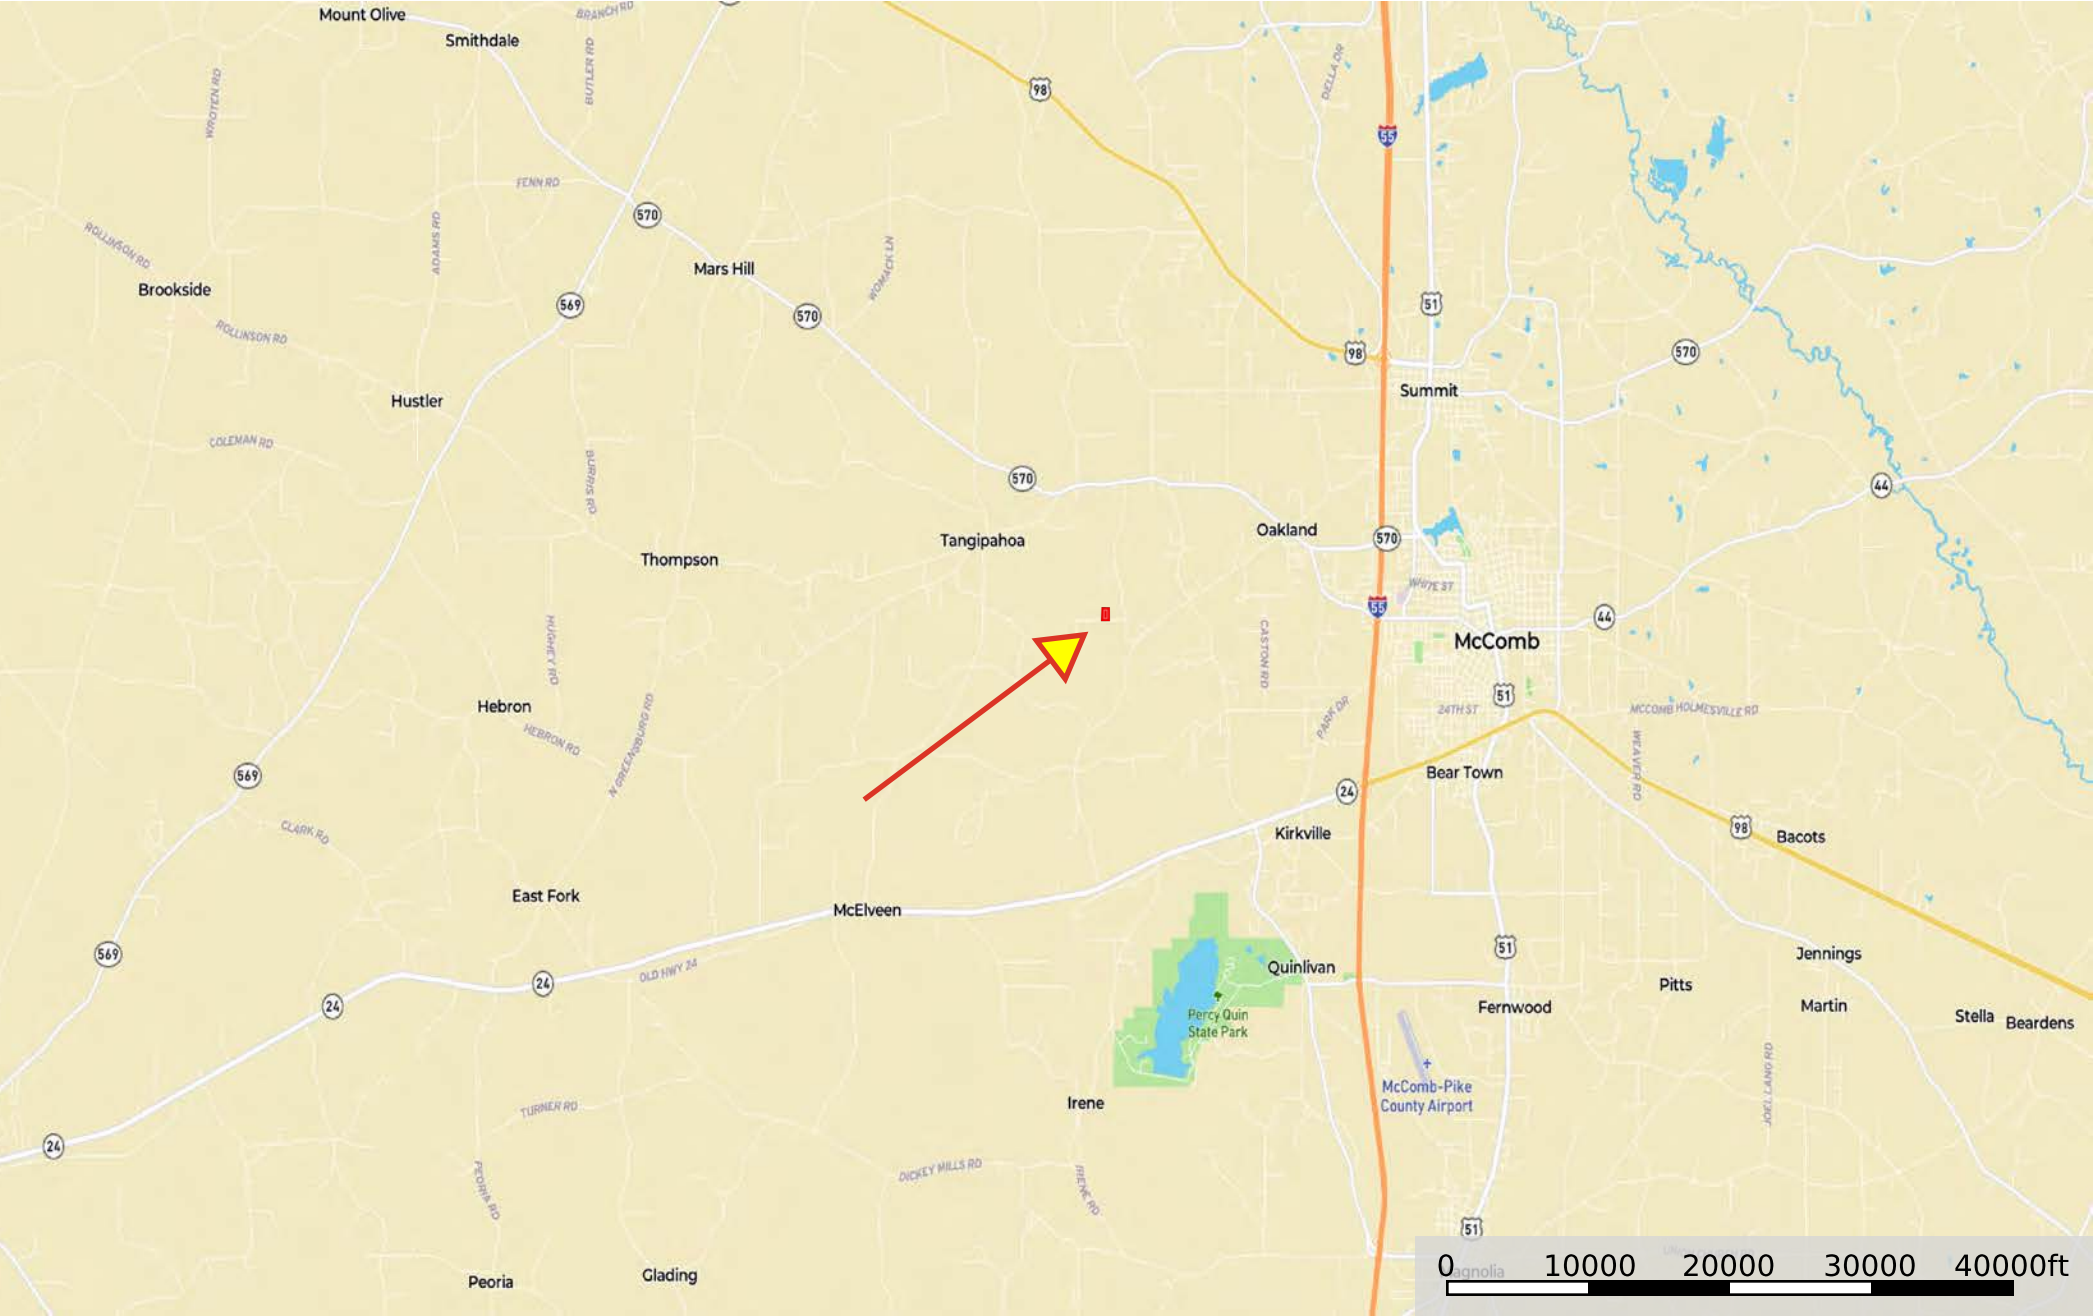 Mount Olive
Smithdale
BRANCH RD
BUTLER RD
WROTEN RD
DELLA DR
98
55
FENN RD
570
ADAMS RD
ROLLINSON RD
Brookside
Mars Hill
WOMACK LN
569
570
51
ROLLINSON RD
98
570
Summit
Hustler
COLEMAN RD
BURRIS RD
570
44
Oakland
570
Tangipahoa
Thompson
WHITE ST
55
44
HUGHEY RD
CASTON RD
McComb
51
Hebron
HEBRON RD
N GREENSBURG RD
PARK DR
24TH ST
MCCOMB HOLMESVILLE RD
WEAVER RD
569
Bear Town
24
CLARK RD
Kirkville
98
Bacots
East Fork
McElveen
569
51
Jennings
OLD HWY 24
Quinlivan
24
Pitts
24
Fernwood
Martin
Percy Quin
State Park
Stella
Beardens
JOEL LANG RD
McComb-Pike
County Airport
Irene
TURNER RD
24
DICKEY MILLS RD
PEORIA RD
IRENE RD
51
Peoria
Glading
agnolia
0 10000 20000 30000 40000ft